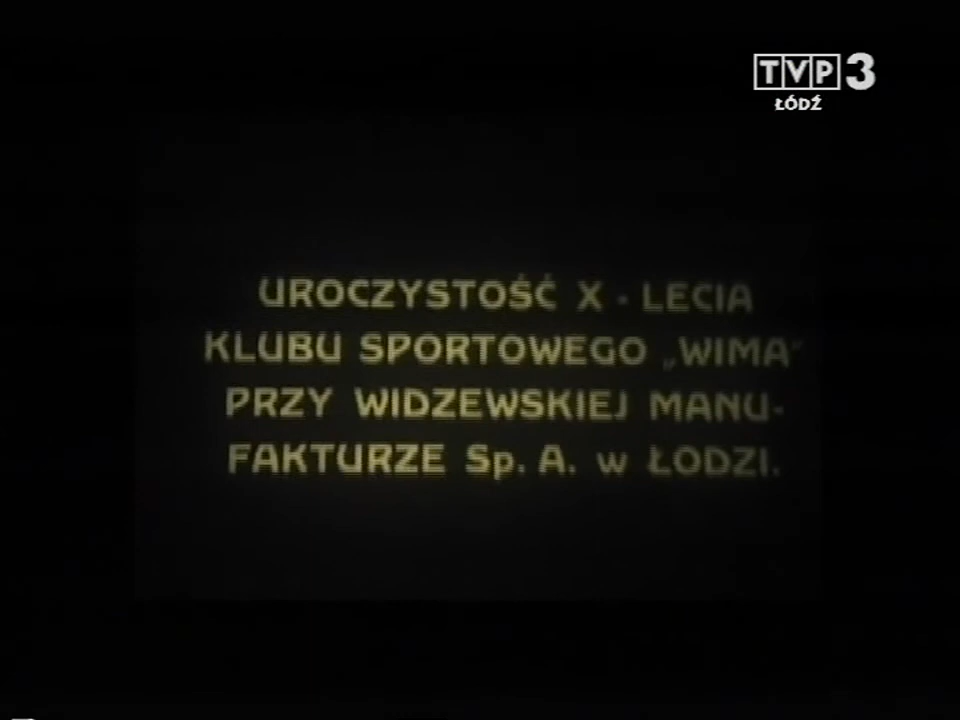 TVP3
ŁÓDŹ
UROCZYSTOŚĆ X - LECIA
KLUBU SPORTOWEGO „WIMA"
PRZY WIDZEWSKIEJ MANU-
FAKTURZE Sp. A. w ŁODZI.